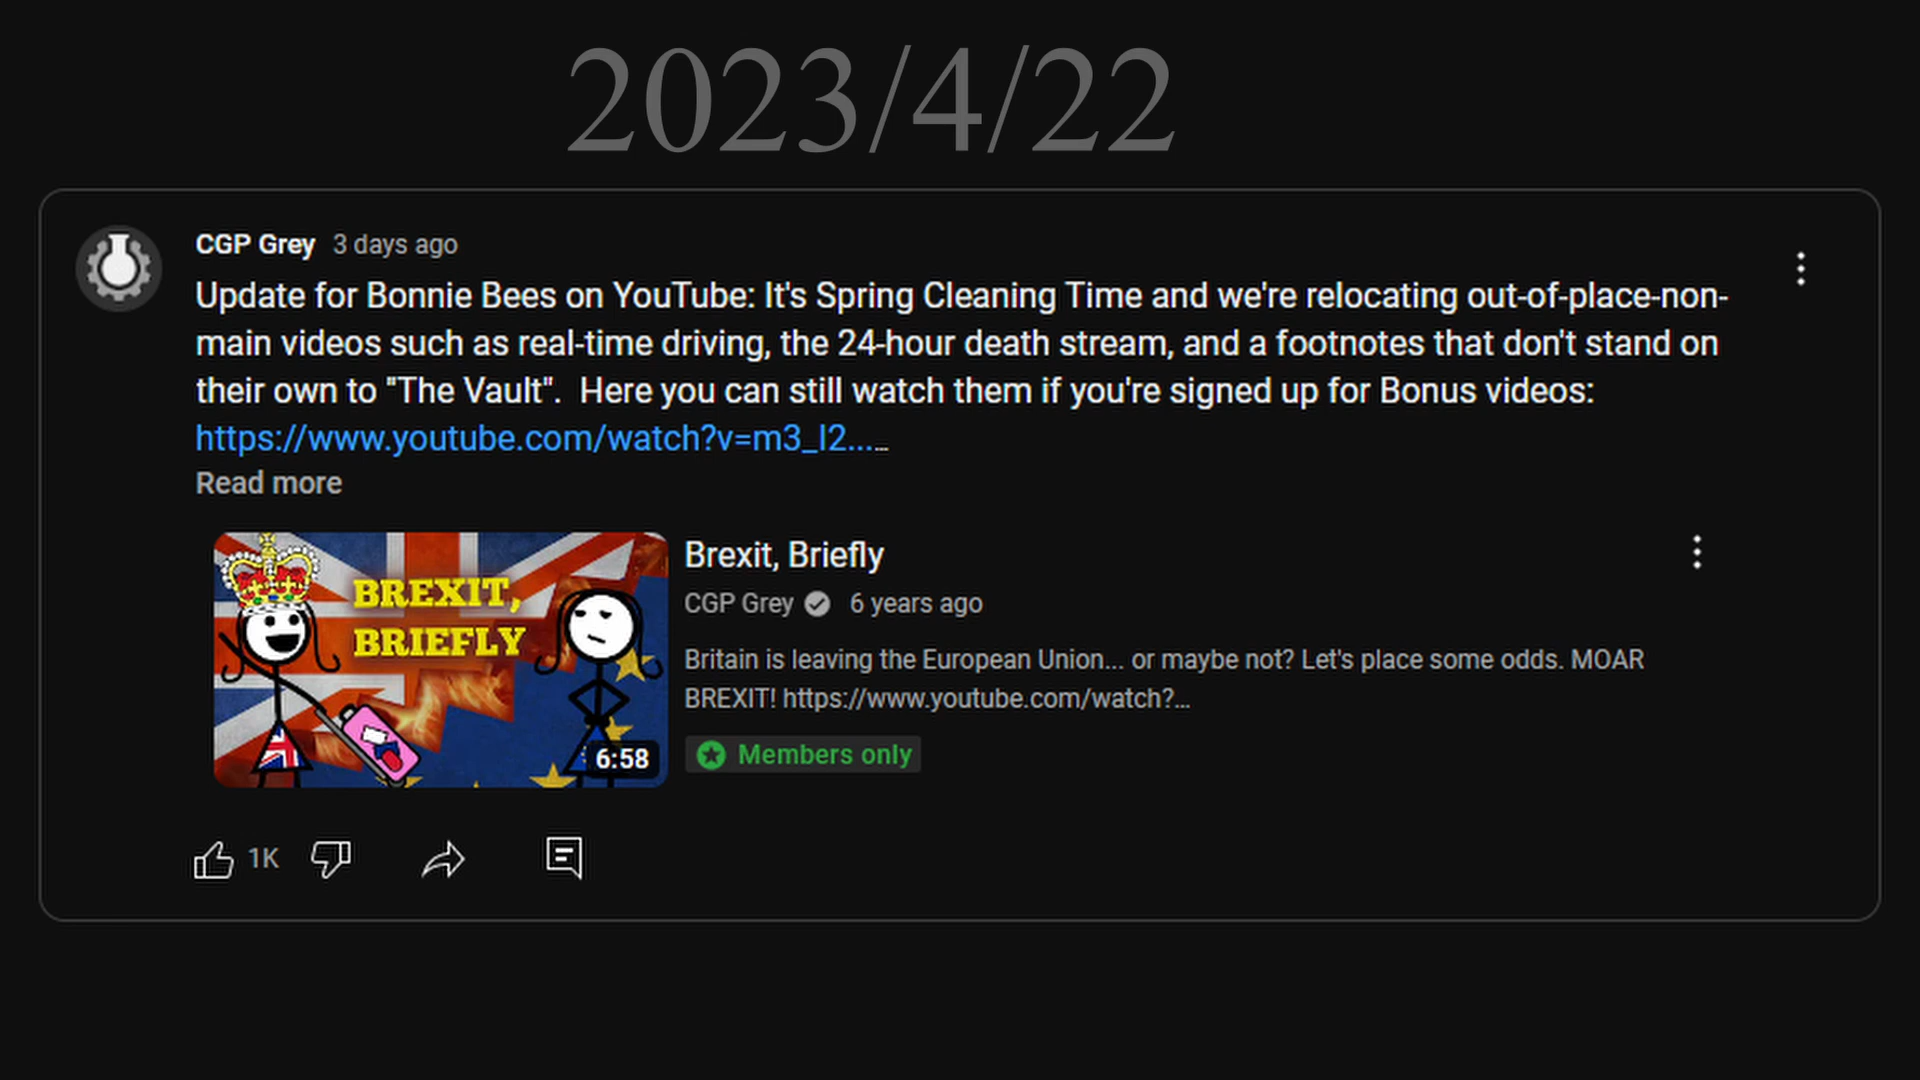 2023/4/22
CGP Grey 3 days ago
Update for Bonnie Bees on YouTube: It's Spring Cleaning Time and we're relocating out-of-place-non-
main videos such as real-time driving, the 24-hour death stream, and a footnotes that don't stand on
their own to "The Vault".  Here you can still watch them if you're signed up for Bonus videos:
https://www.youtube.com/watch?v=m3_l2...…
Read more
BREXIT,
BRIEFLY
6:58
Brexit, Briefly
CGP Grey 6 years ago
Britain is leaving the European Union... or maybe not? Let's place some odds. MOAR
BREXIT! https://www.youtube.com/watch?...
Members only
1K